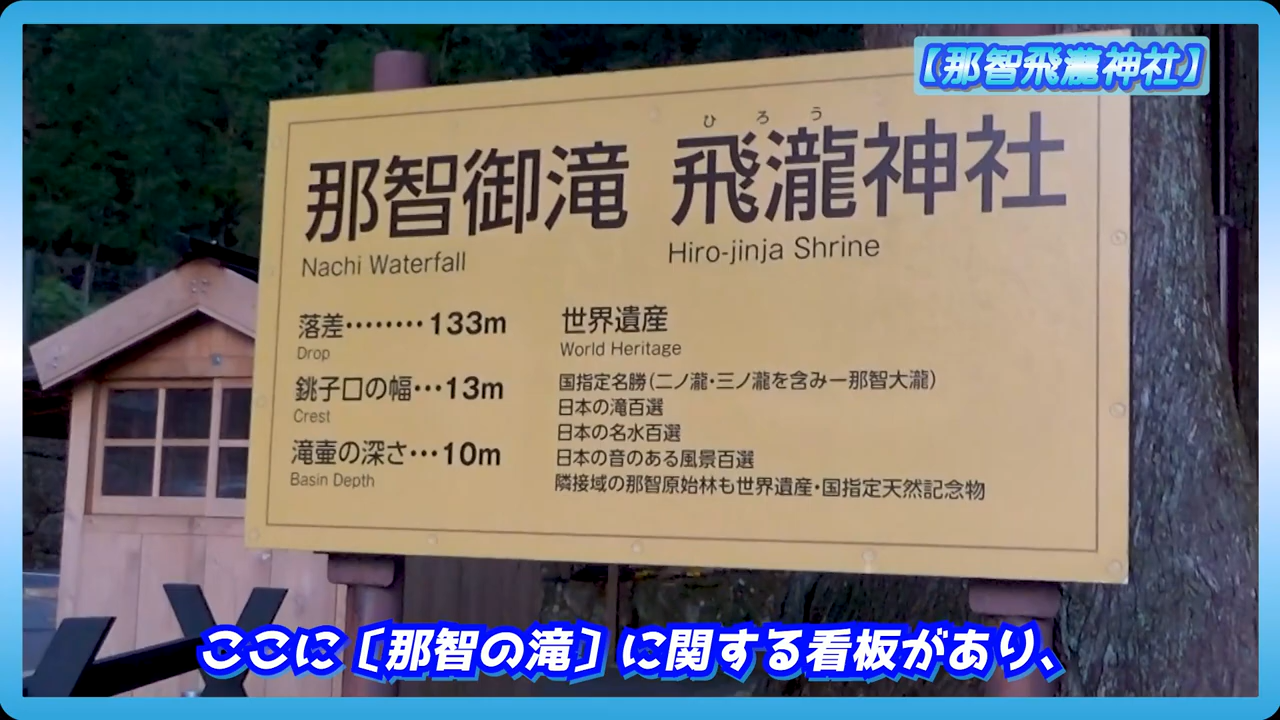 【那智飛瀧神社】
ひろう
那智御滝 飛瀧神社
Nachi Waterfall
Hiro-jinja Shrine
落差………133m
Drop
銚子口の幅…13m
Crest
滝壷の深さ…10m
Basin Depth
世界遺産
World Heritage
国指定名勝(二ノ瀧・三ノ瀧を含みー那智大瀧)
日本の滝百選
日本の名水百選
日本の音のある風景百選
隣接域の那智原始林も世界遺産・国指定天然記念物
ここに［那智の滝］に関する看板があり、